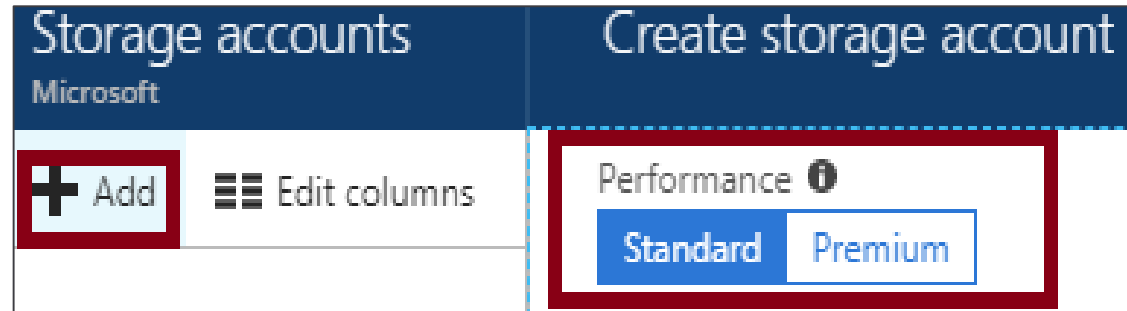 Storage accounts
Microsoft
Add
Edit columns
Create storage account
Performance
Standard
Premium